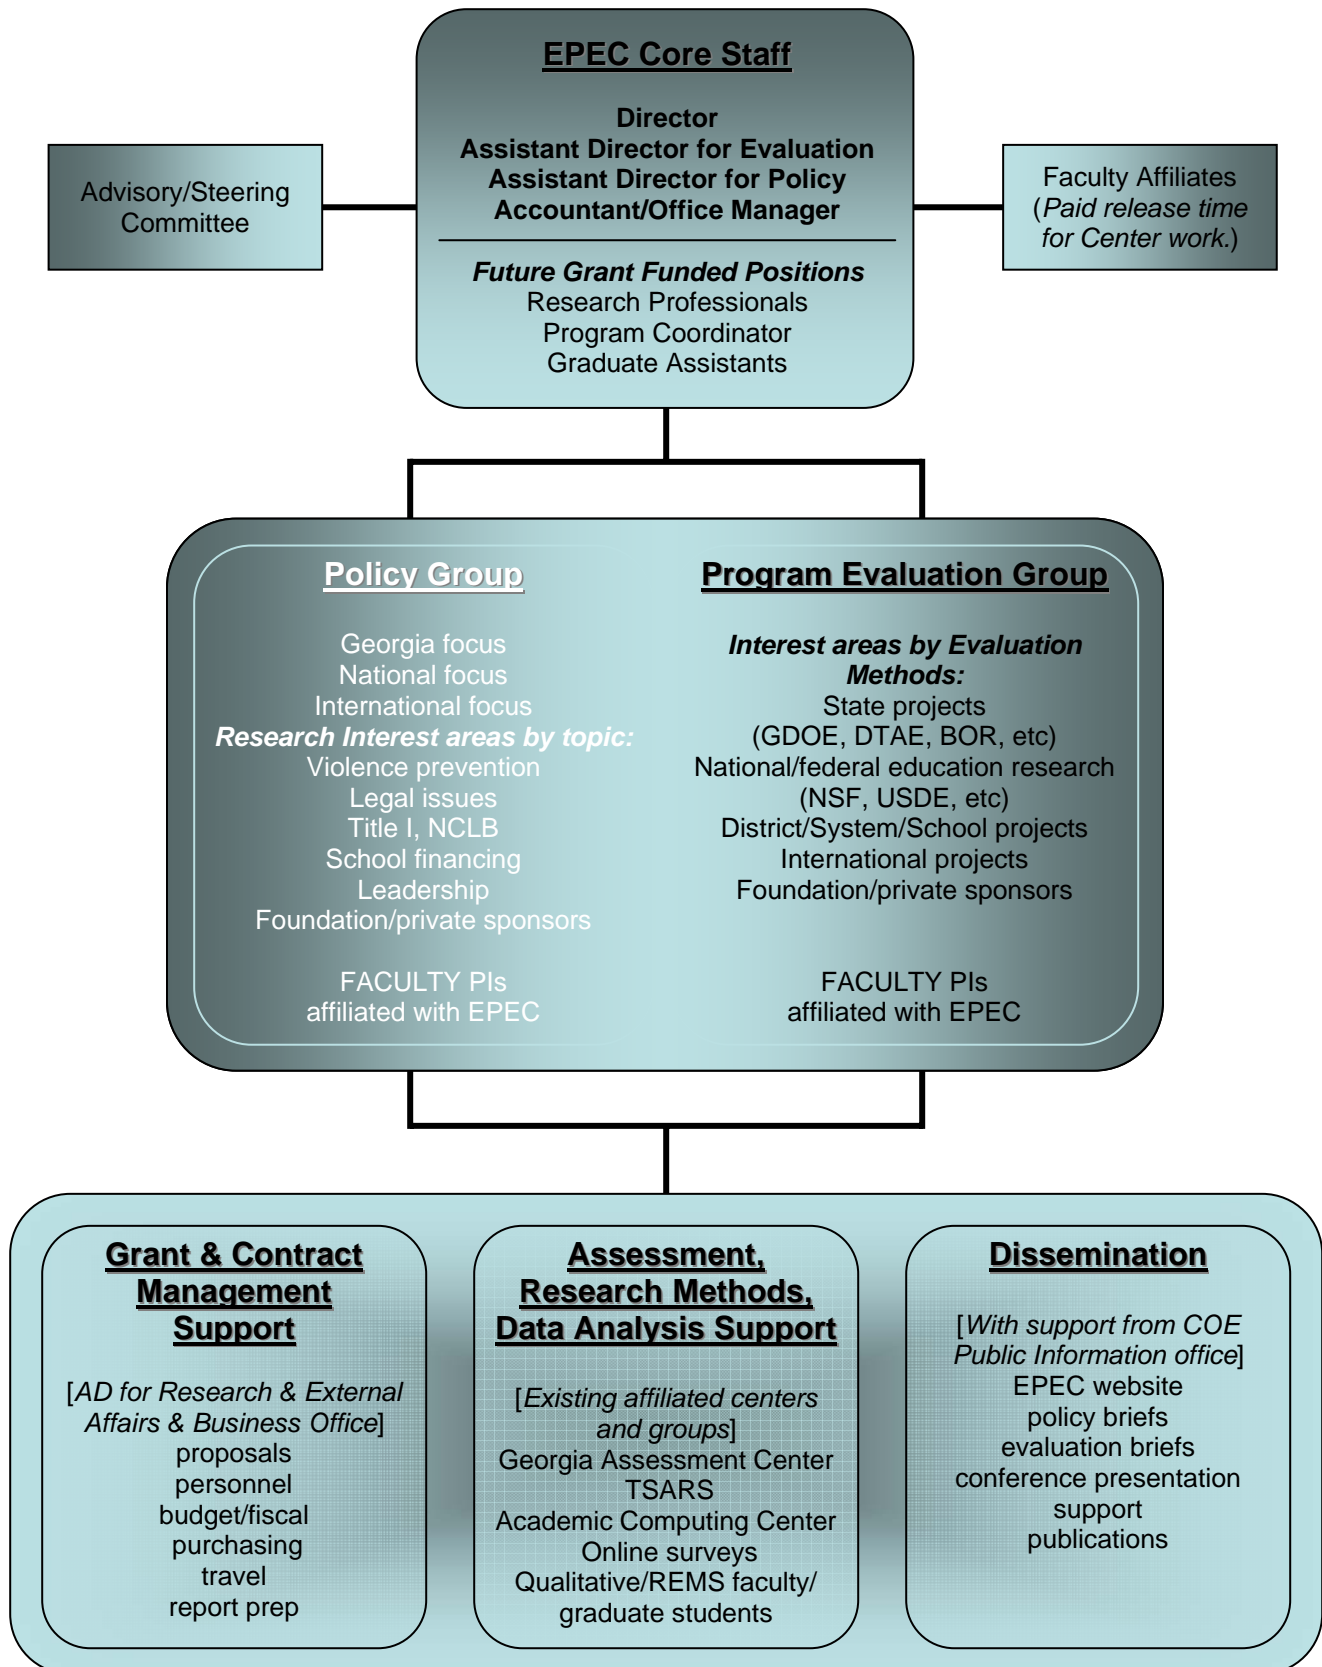 EPEC Core Staff
Director
Assistant Director for Evaluation
Assistant Director for Policy
Accountant/Office Manager
Future Grant Funded Positions
Research Professionals
Program Coordinator
Graduate Assistants
Advisory/Steering
Committee
Faculty Affiliates
(Paid release time
for Center work.)
Policy Group
Georgia focus
National focus
International focus
Research Interest areas by topic:
Violence prevention
Legal issues
Title I, NCLB
School financing
Leadership
Foundation/private sponsors
FACULTY PIs
affiliated with EPEC
Program Evaluation Group
Interest areas by Evaluation
Methods:
State projects
(GDOE, DTAE, BOR, etc)
National/federal education research
(NSF, USDE, etc)
District/System/School projects
International projects
Foundation/private sponsors
FACULTY PIs
affiliated with EPEC
Grant & Contract
Management
Support
[AD for Research & External
Affairs & Business Office]
proposals
personnel
budget/fiscal
purchasing
travel
report prep
Assessment,
Research Methods,
Data Analysis Support
[Existing affiliated centers
and groups]
Georgia Assessment Center
TSARS
Academic Computing Center
Online surveys
Qualitative/REMS faculty/
graduate students
Dissemination
[With support from COE
Public Information office]
EPEC website
policy briefs
evaluation briefs
conference presentation
support
publications